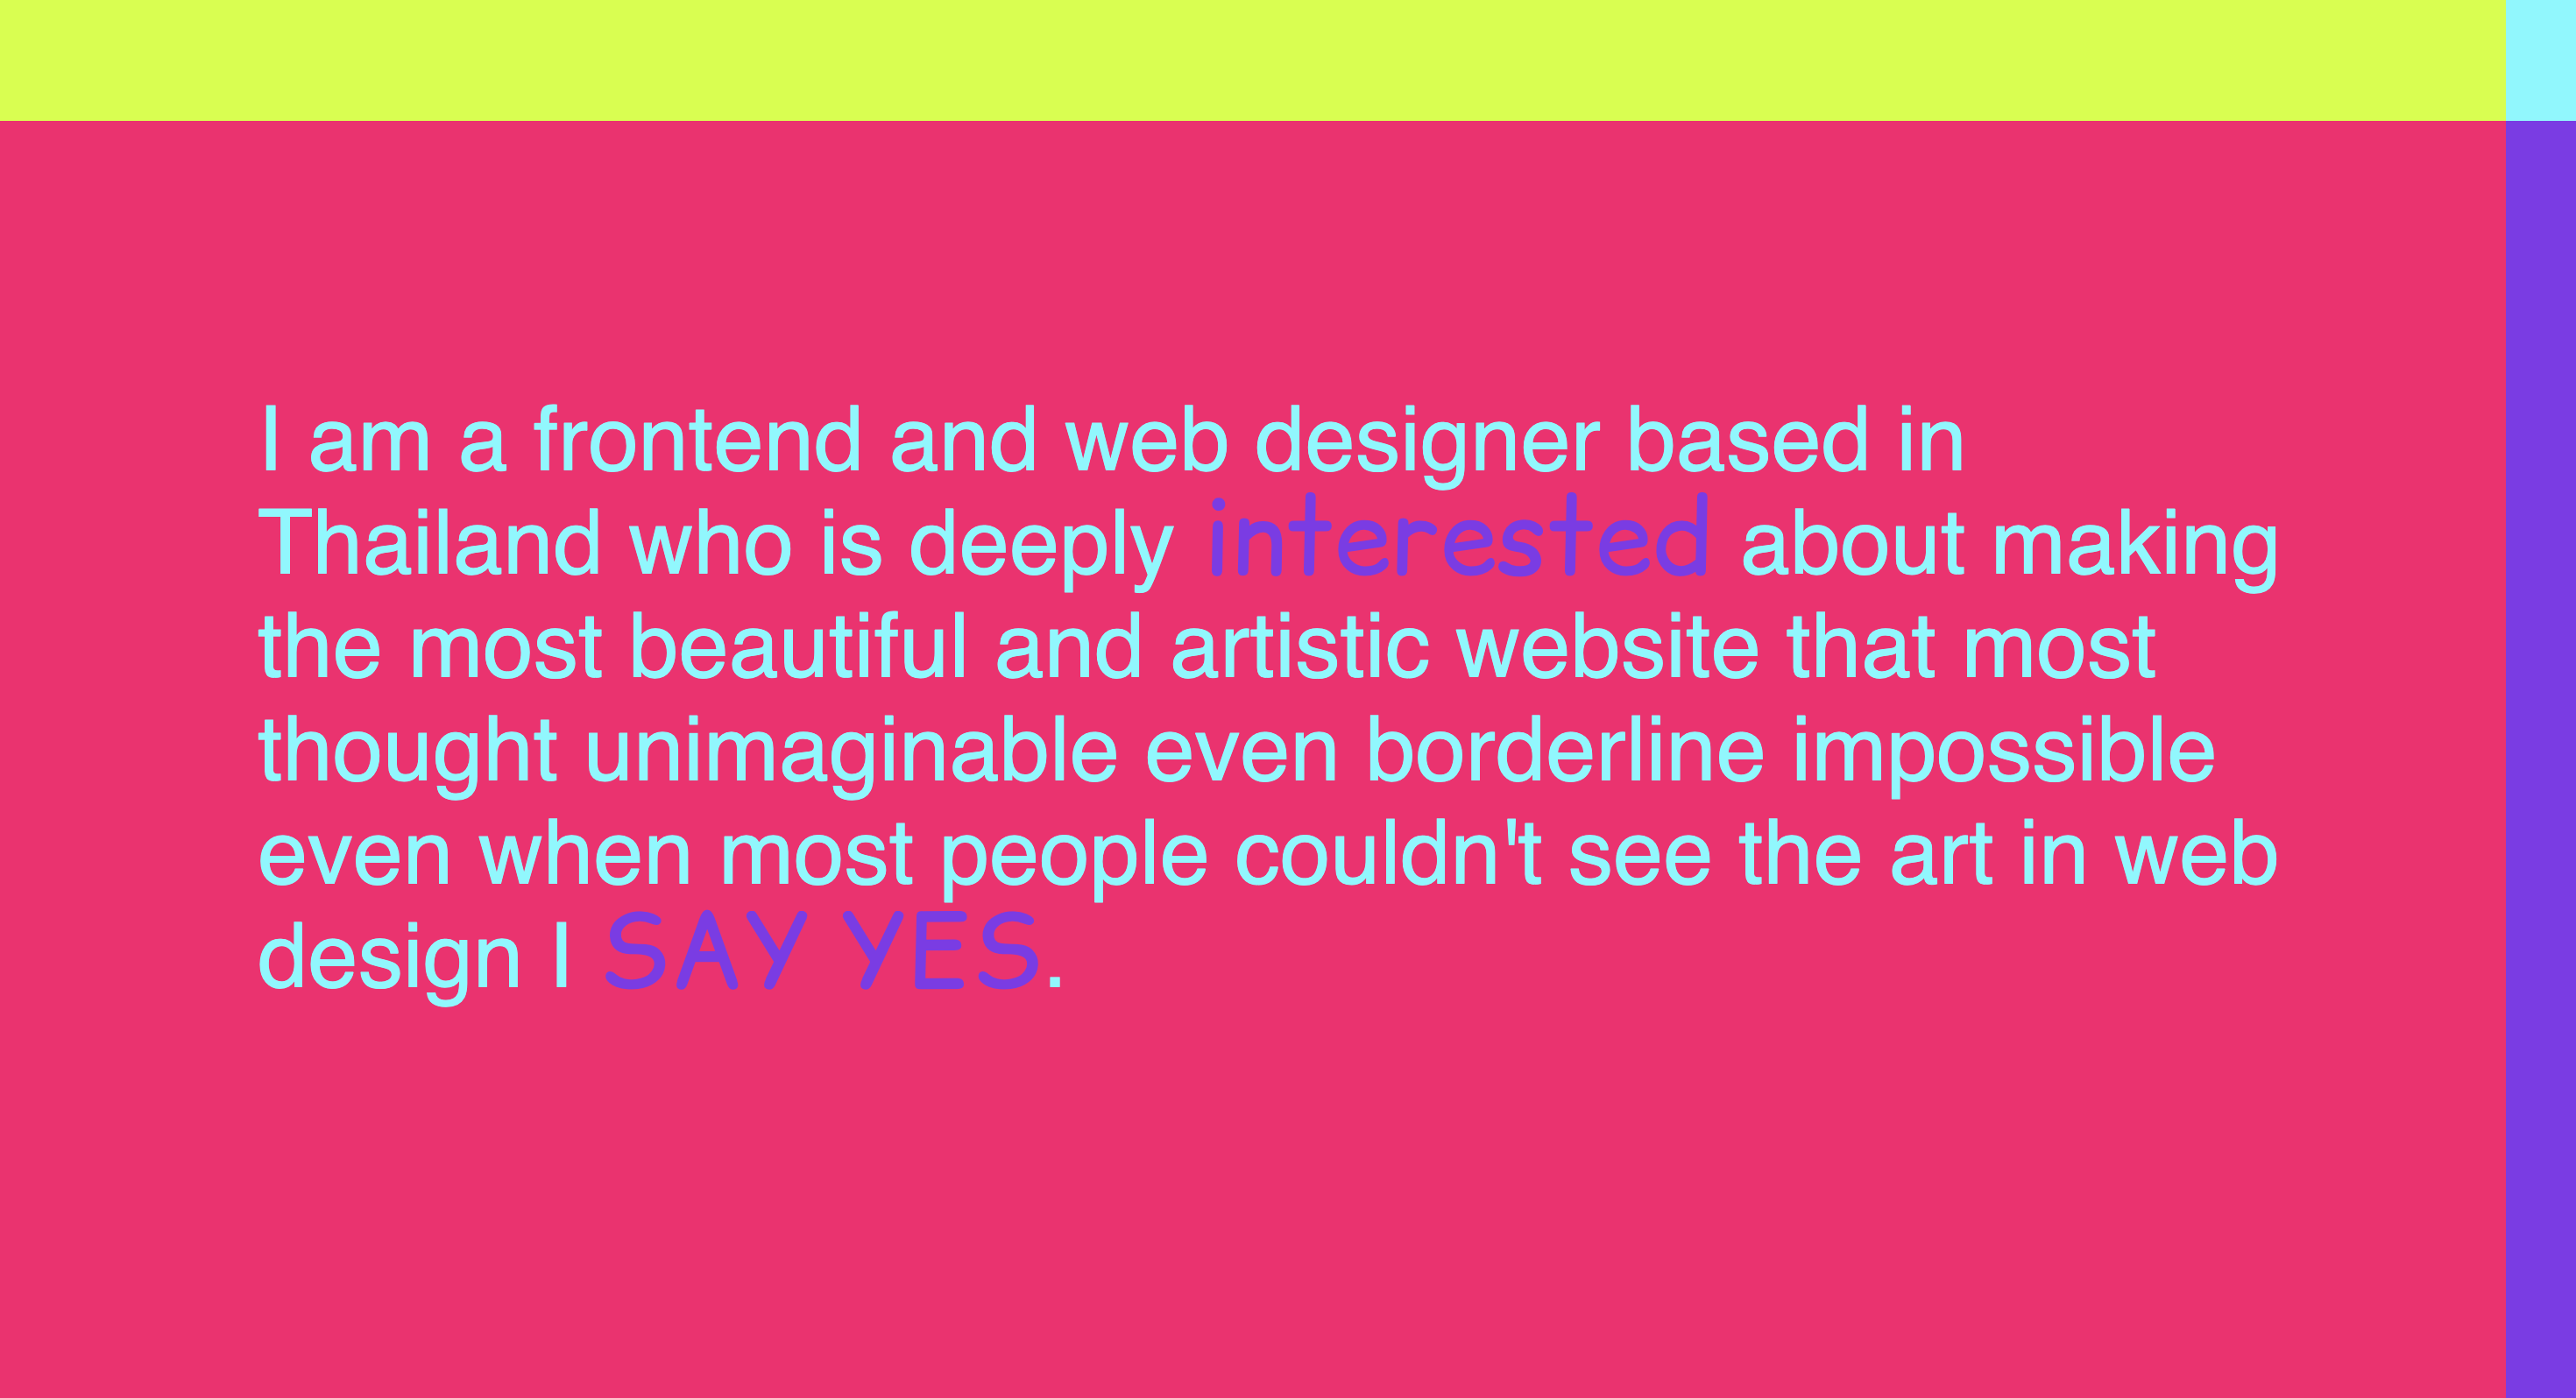 I am a frontend and web designer based in
Thailand who is deeply interested about making
the most beautiful and artistic website that most
thought unimaginable even borderline impossible
even when most people couldn't see the art in web
design I SAY YES.